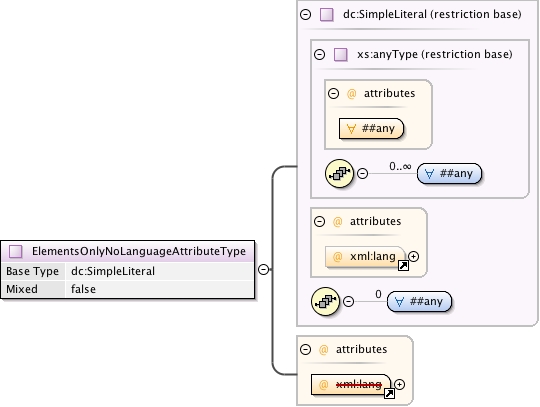 dc:SimpleLiteral (restriction base)
xs:anyType (restriction base)
@ attributes
∀ ##any
0..∞
∀ ##any
@ attributes
@ xml:lang
0
∀ ##any
ElementsOnlyNoLanguageAttributeType
Base Type dc:SimpleLiteral
Mixed false
@ attributes
@ xml:lang